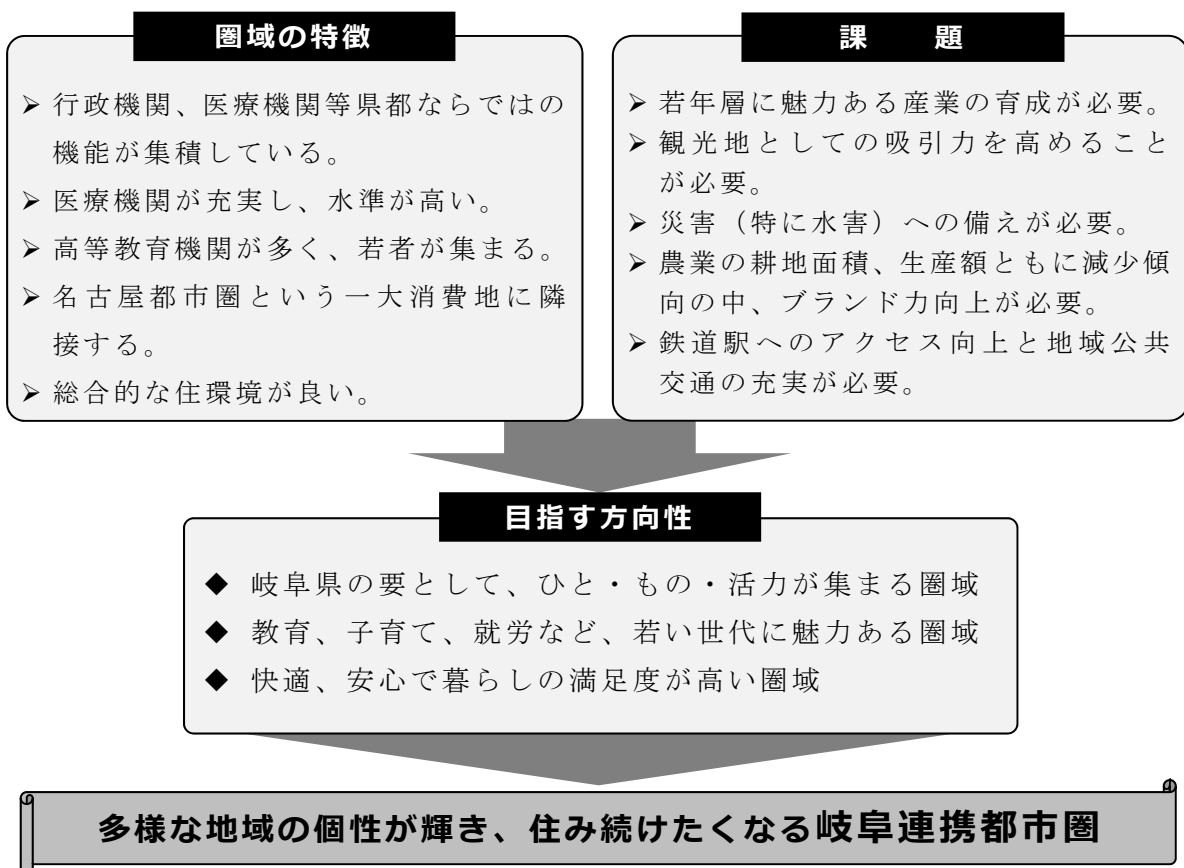 圏域の特徴
➢ 行政機関、医療機関等県都ならではの
機能が集積している。
➢ 医療機関が充実し、水準が高い。
➢ 高等教育機関が多く、若者が集まる。
➢ 名古屋都市圏という一大消費地に隣
接する。
➢ 総合的な住環境が良い。
課　題
➢ 若年層に魅力ある産業の育成が必要。
➢ 観光地としての吸引力を高めること
が必要。
➢ 災害（特に水害）への備えが必要。
➢ 農業の耕地面積、生産額ともに減少傾
向の中、ブランド力向上が必要。
➢ 鉄道駅へのアクセス向上と地域公共
交通の充実が必要。
目指す方向性
◆ 岐阜県の要として、ひと・もの・活力が集まる圏域
◆ 教育、子育て、就労など、若い世代に魅力ある圏域
◆ 快適、安心で暮らしの満足度が高い圏域
多様な地域の個性が輝き、住み続けたくなる岐阜連携都市圏